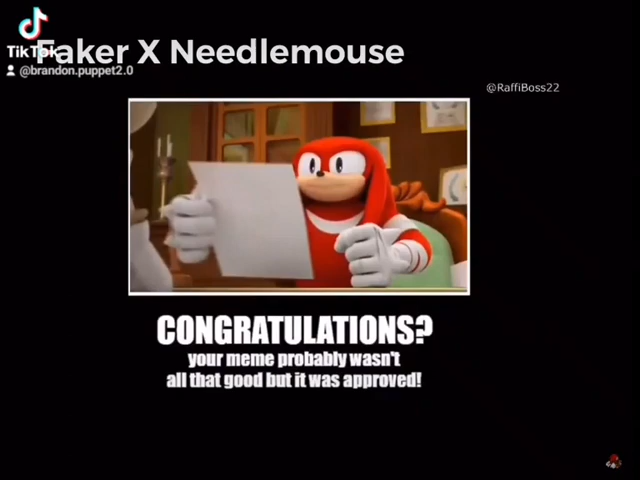 TikTok
@brandon.puppet2.0
Faker X Needlemouse
@RaffiBoss22
CONGRATULATIONS?
your meme probably wasn't
all that good but it was approved!